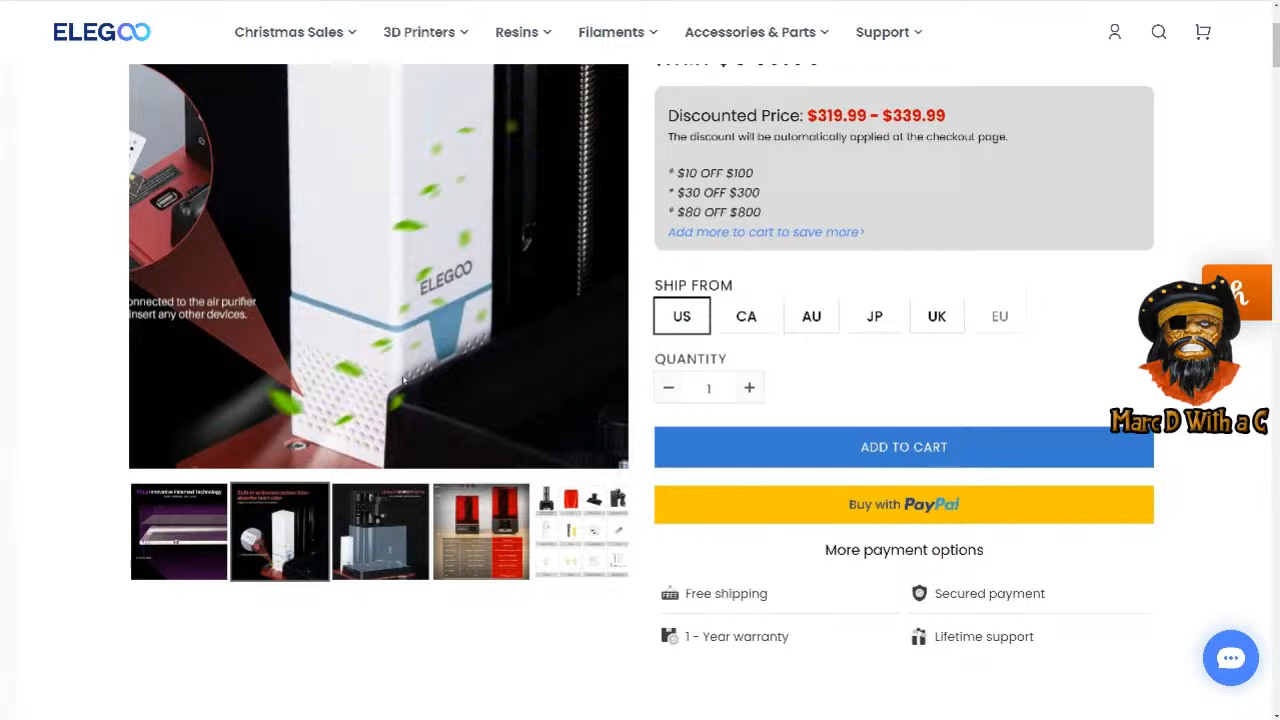 ELEGOO
Christmas Sales
3D Printers
Resins
Filaments
Accessories & Parts
Support
Discounted Price: $319.99 - $339.99
The discount will be automatically applied at the checkout page.
* $10 OFF $100
* $30 OFF $300
* $80 OFF $800
Add more to cart to save more>
onnected to the air purifier
insert any other devices.
ELEGOO
SHIP FROM
US
CA
AU
JP
UK
EU
QUANTITY
− 1 +
ADD TO CART
Buy with PayPal
More payment options
FREE Free shipping
Secured payment
1 - Year warranty
Lifetime support
Marc D With a C